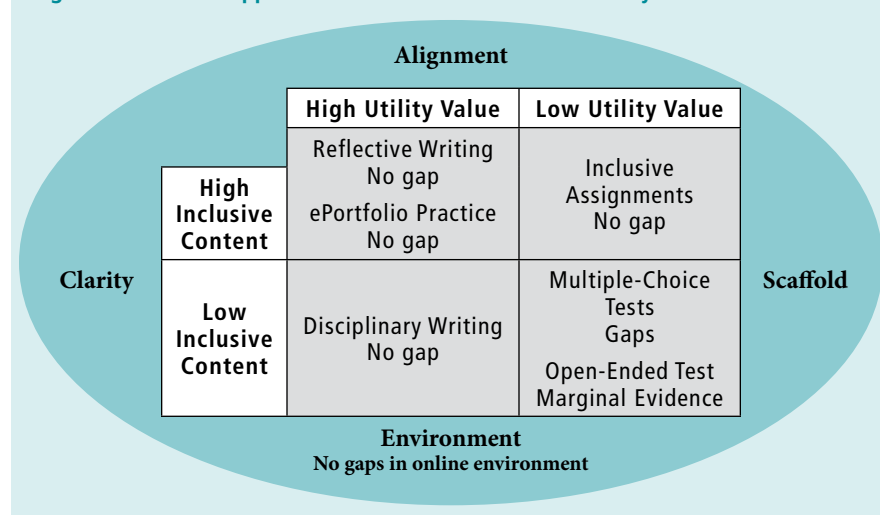 Alignment
High Utility Value
Low Utility Value
Reflective Writing
No gap
ePortfolio Practice
No gap
Inclusive
Assignments
No gap
High
Inclusive
Content
Clarity
Scaffold
Low
Inclusive
Content
Disciplinary Writing
No gap
Multiple-Choice
Tests
Gaps
Open-Ended Test
Marginal Evidence
Environment
No gaps in online environment